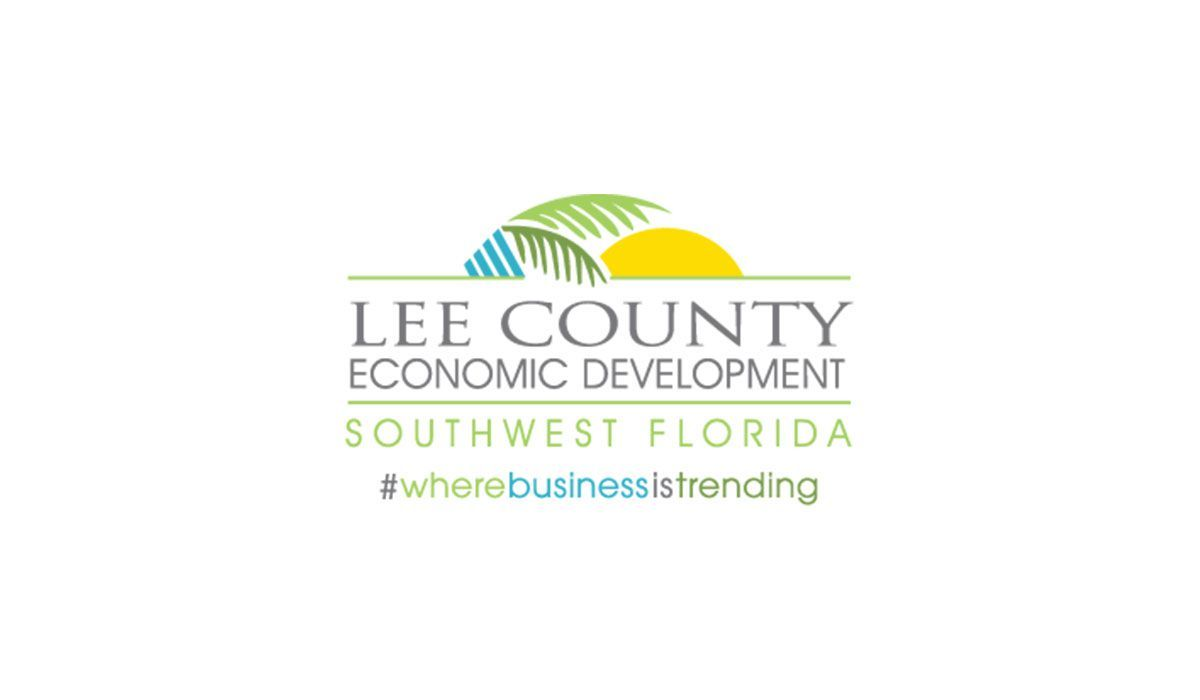 LEE COUNTY
ECONOMIC DEVELOPMENT
SOUTHWEST FLORIDA
#wherebusinessistrending